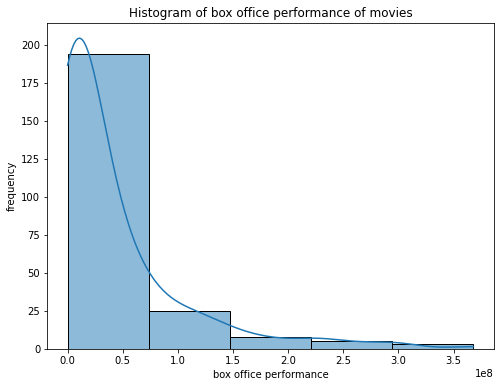 Histogram of box office performance of movies
frequency
200
175
150
125
100
75
50
25
0
0.0 0.5 1.0 1.5 2.0 2.5 3.0 3.5
1e8
box office performance